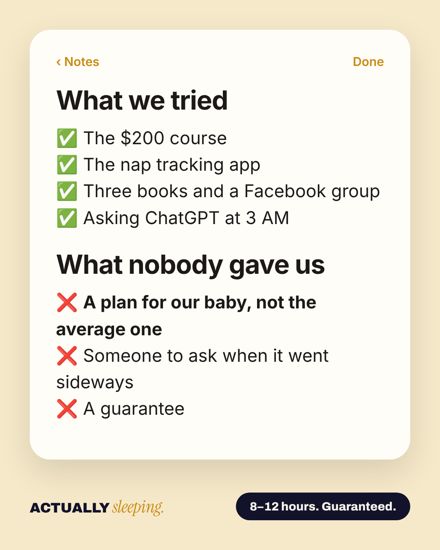 ‹ Notes
Done
What we tried
✅ The $200 course
✅ The nap tracking app
✅ Three books and a Facebook group
✅ Asking ChatGPT at 3 AM
What nobody gave us
❌ A plan for our baby, not the
average one
❌ Someone to ask when it went
sideways
❌ A guarantee
ACTUALLY sleeping.
8–12 hours. Guaranteed.